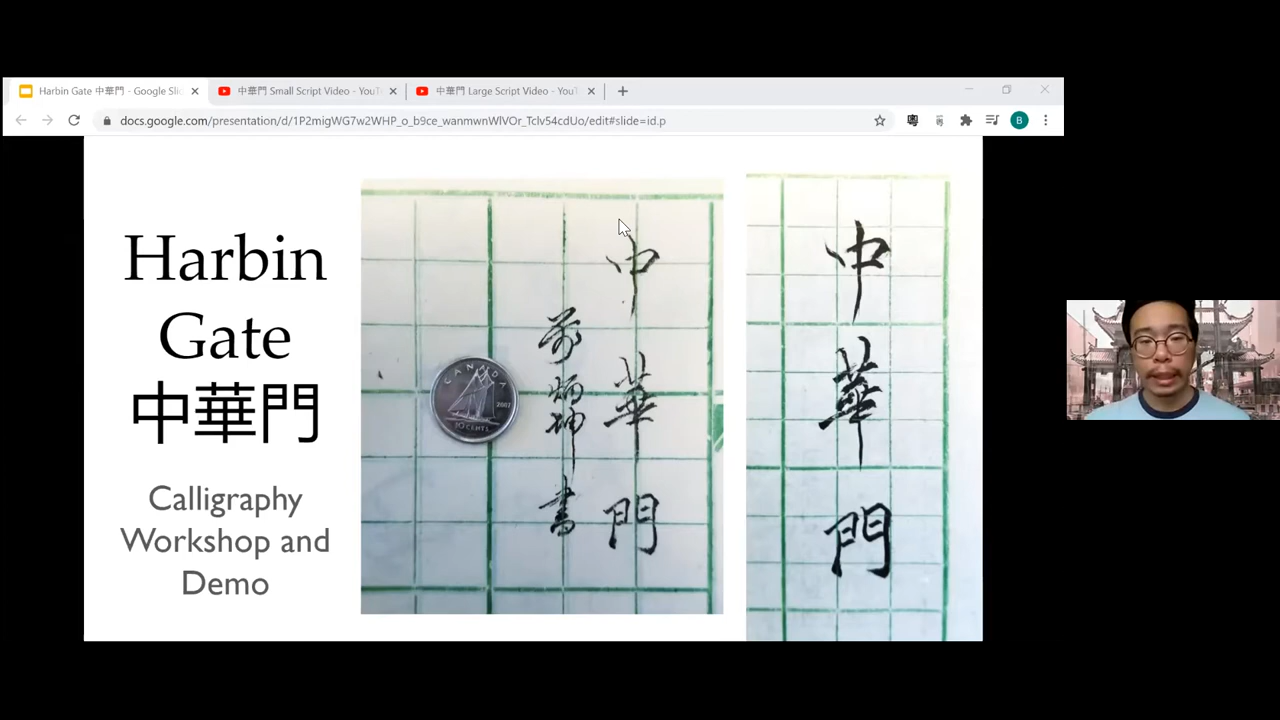 Harbin Gate 中華門 - Google Sli
中華門 Small Script Video - YouT
中華門 Large Script Video - YouT
docs.google.com/presentation/d/1P2migWG7w2WHP_o_b9ce_wanmwnWlVOr_Tclv54cdUo/edit#slide=id.p
B
Harbin
Gate
中華門
Calligraphy
Workshop and
Demo
中華門
書
CANADA
2007
10 CENTS
中華門